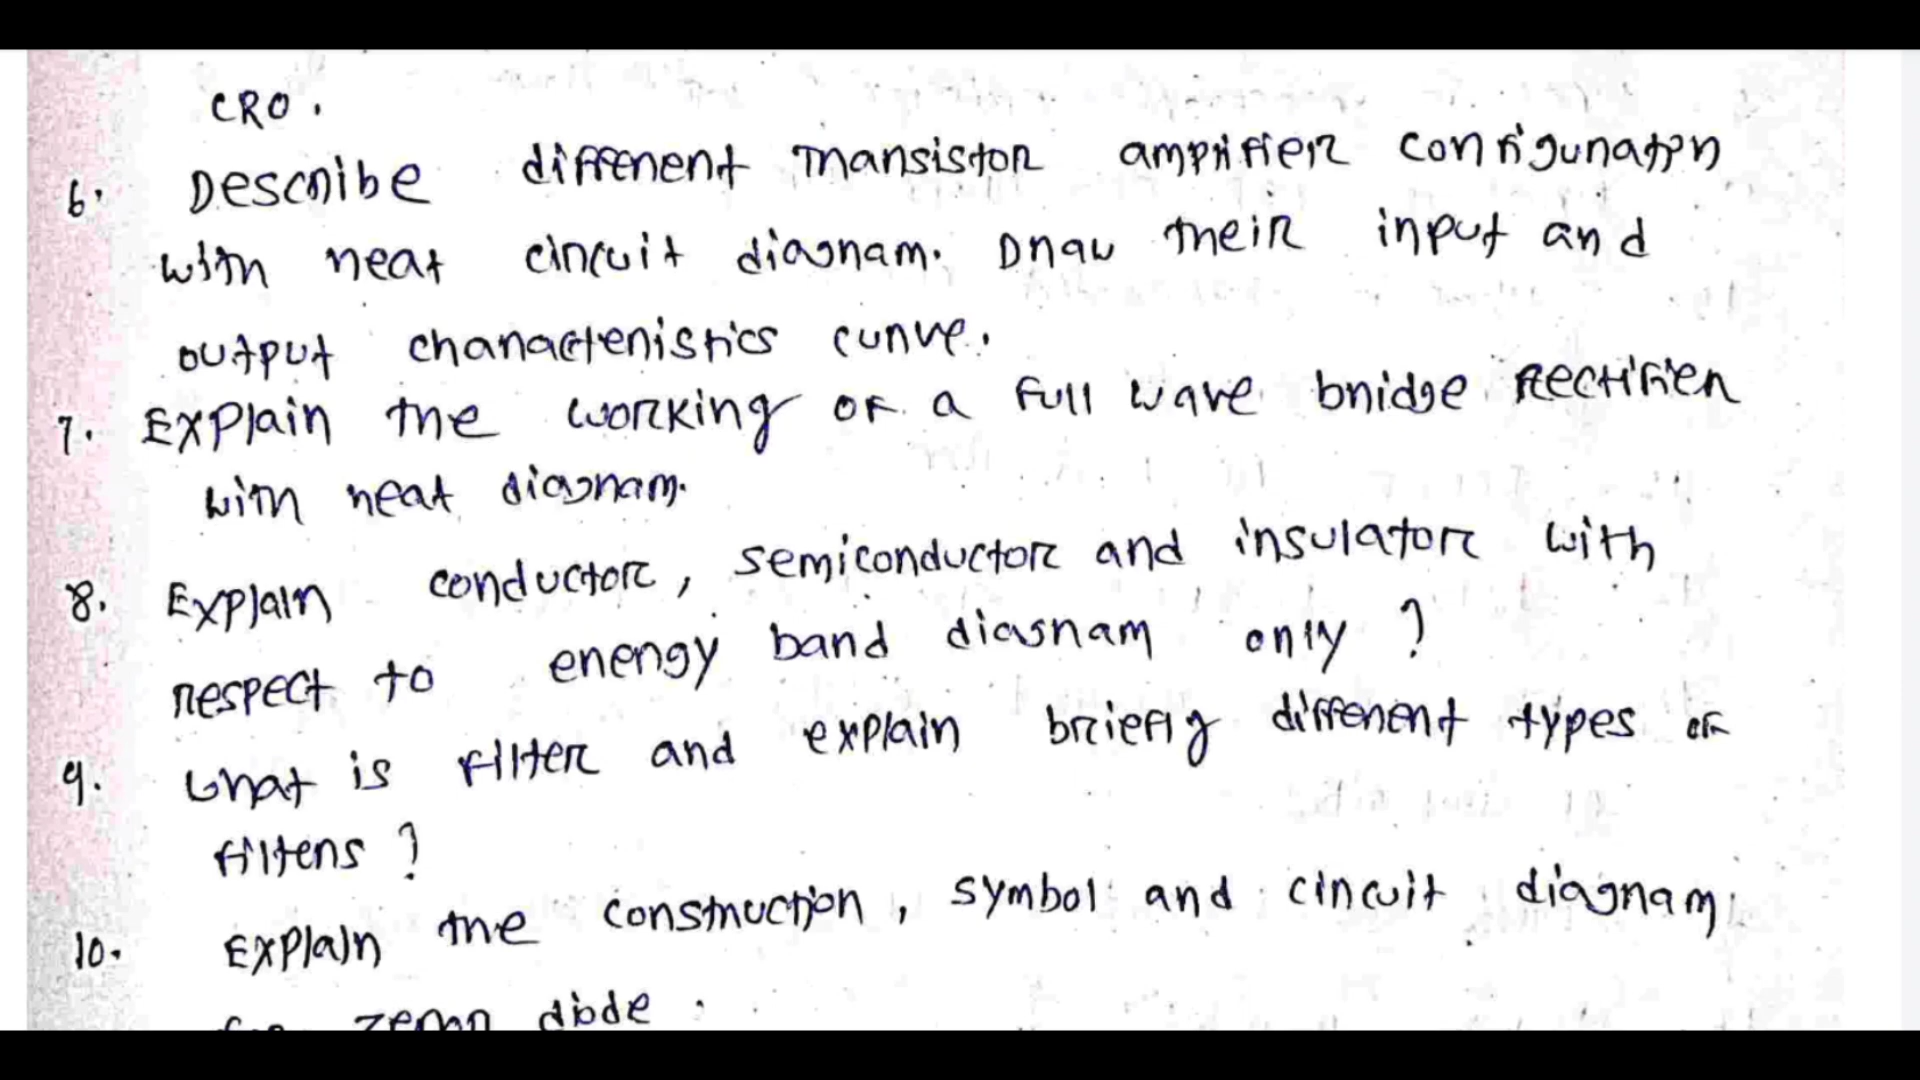 CRO.
6. Describe different transistor amplifier configuration
with neat circuit diagram. Draw their input and
output characteristics curve.
7. Explain the working of a full wave bridge rectifier
with neat diagram.
8. Explain conductor, semiconductor and insulator with
respect to energy band diagram only ?
9. What is filter and explain briefly different types of
filters ?
10. Explain the construction, symbol and circuit diagram
diode